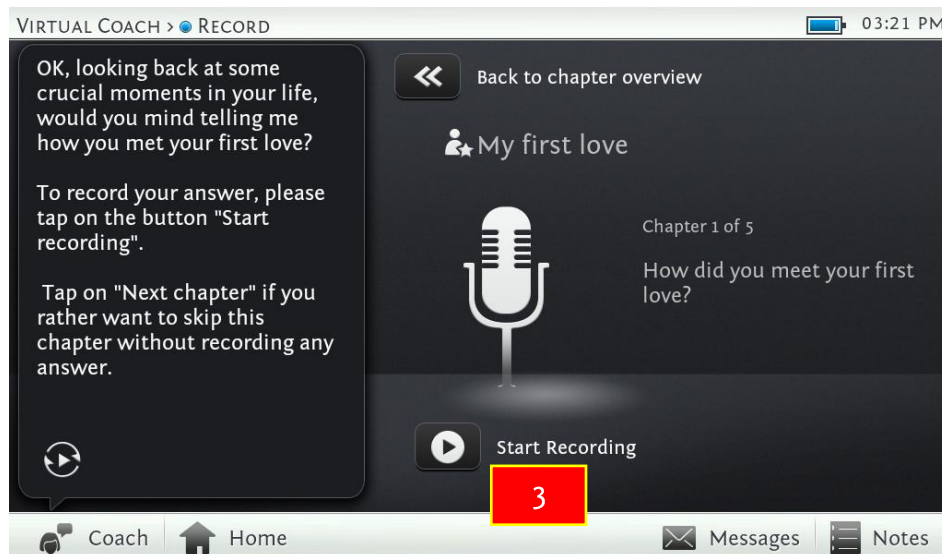 VIRTUAL COACH > RECORD
03:21 PM
OK, looking back at some
crucial moments in your life,
would you mind telling me
how you met your first love?
To record your answer, please
tap on the button "Start
recording".
Tap on "Next chapter" if you
rather want to skip this
chapter without recording any
answer.
Back to chapter overview
My first love
Chapter 1 of 5
How did you meet your first
love?
Start Recording
3
Coach
Home
Messages
Notes